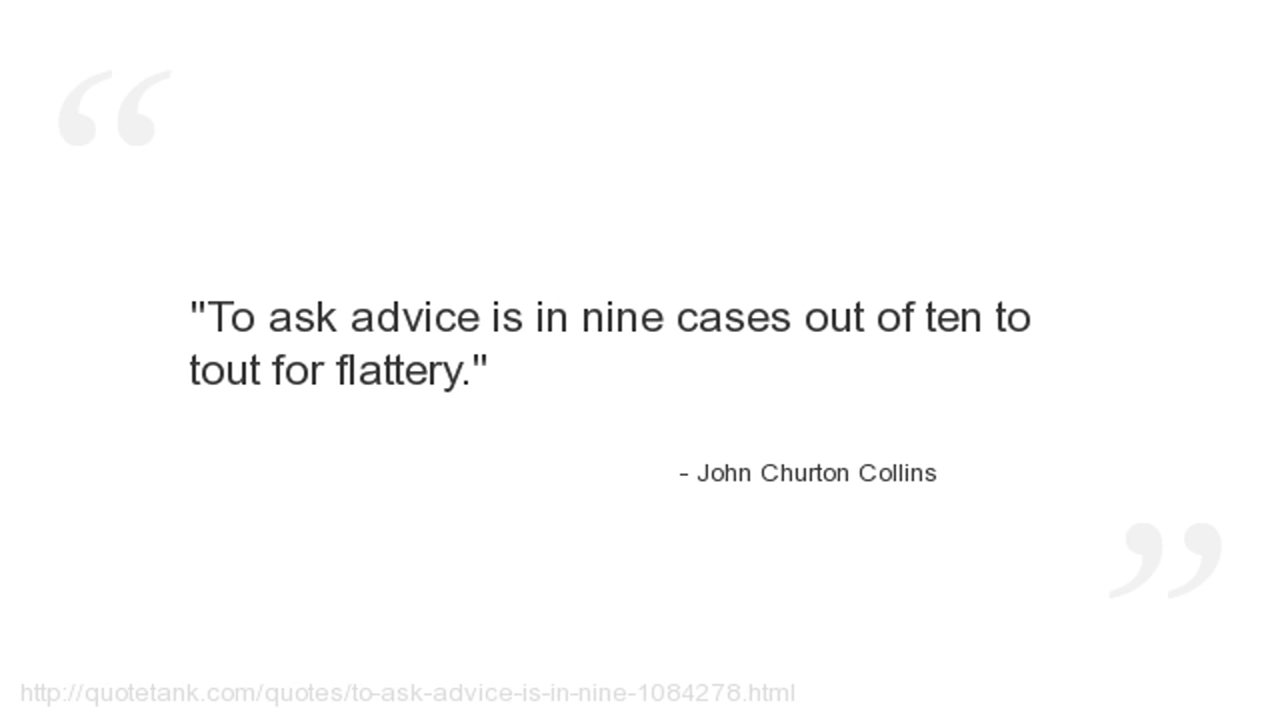 "To ask advice is in nine cases out of ten to
tout for flattery."
- John Churton Collins
http://quotetank.com/quotes/to-ask-advice-is-in-nine-1084278.html